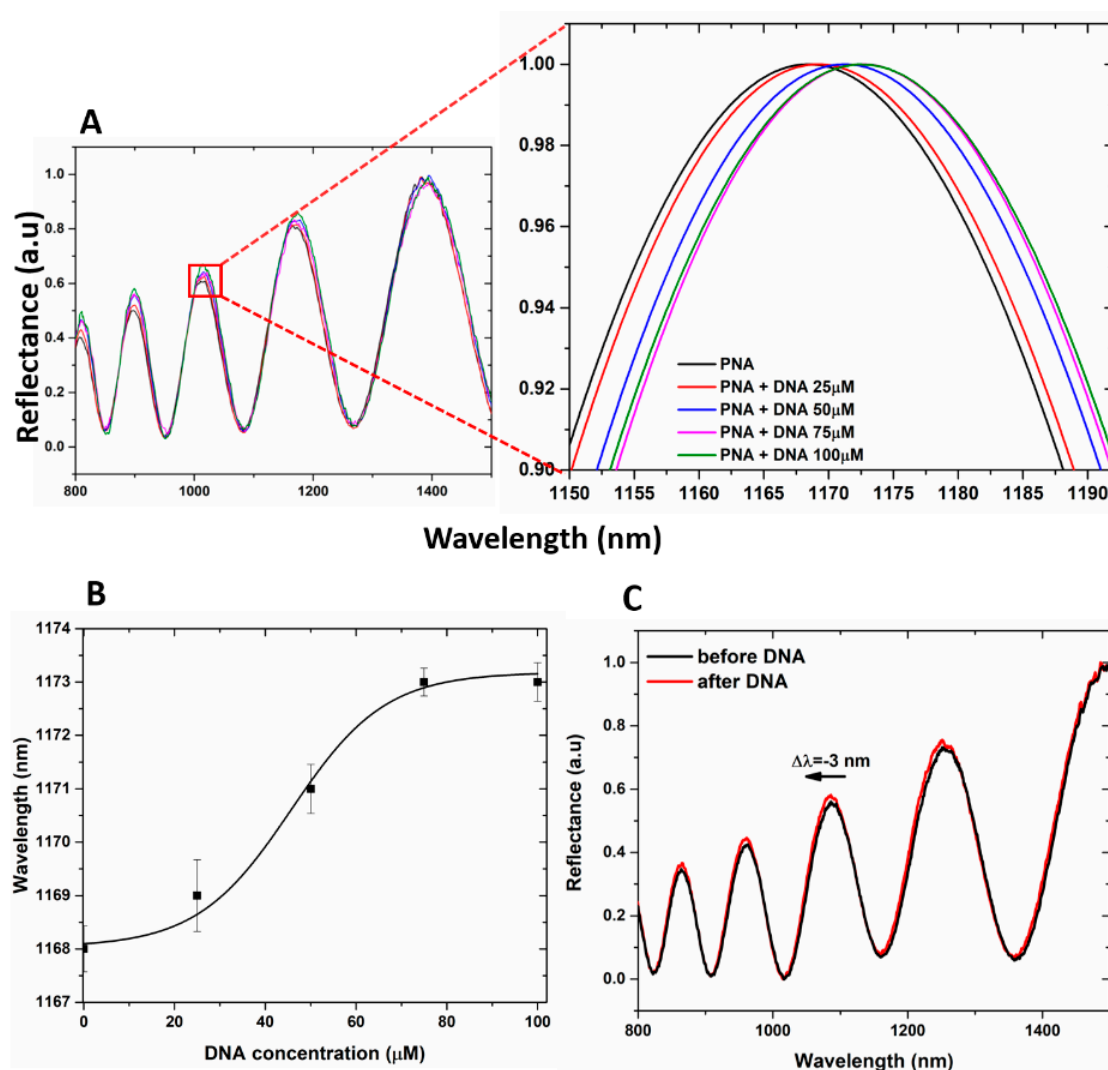 A
Reflectance (a.u)
1.0
0.8
0.6
0.4
0.2
0.0
800 1000 1200 1400
1.00
0.98
0.96
0.94
0.92
0.90
PNA
PNA + DNA 25μM
PNA + DNA 50μM
PNA + DNA 75μM
PNA + DNA 100μM
1150 1155 1160 1165 1170 1175 1180 1185 1190
Wavelength (nm)
B
Wavelength (nm)
1174
1173
1172
1171
1170
1169
1168
1167
0 20 40 60 80 100
DNA concentration (μM)
C
Reflectance (a.u)
1.0
0.8
0.6
0.4
0.2
0.0
before DNA
after DNA
Δλ=-3 nm
800 1000 1200 1400
Wavelength (nm)